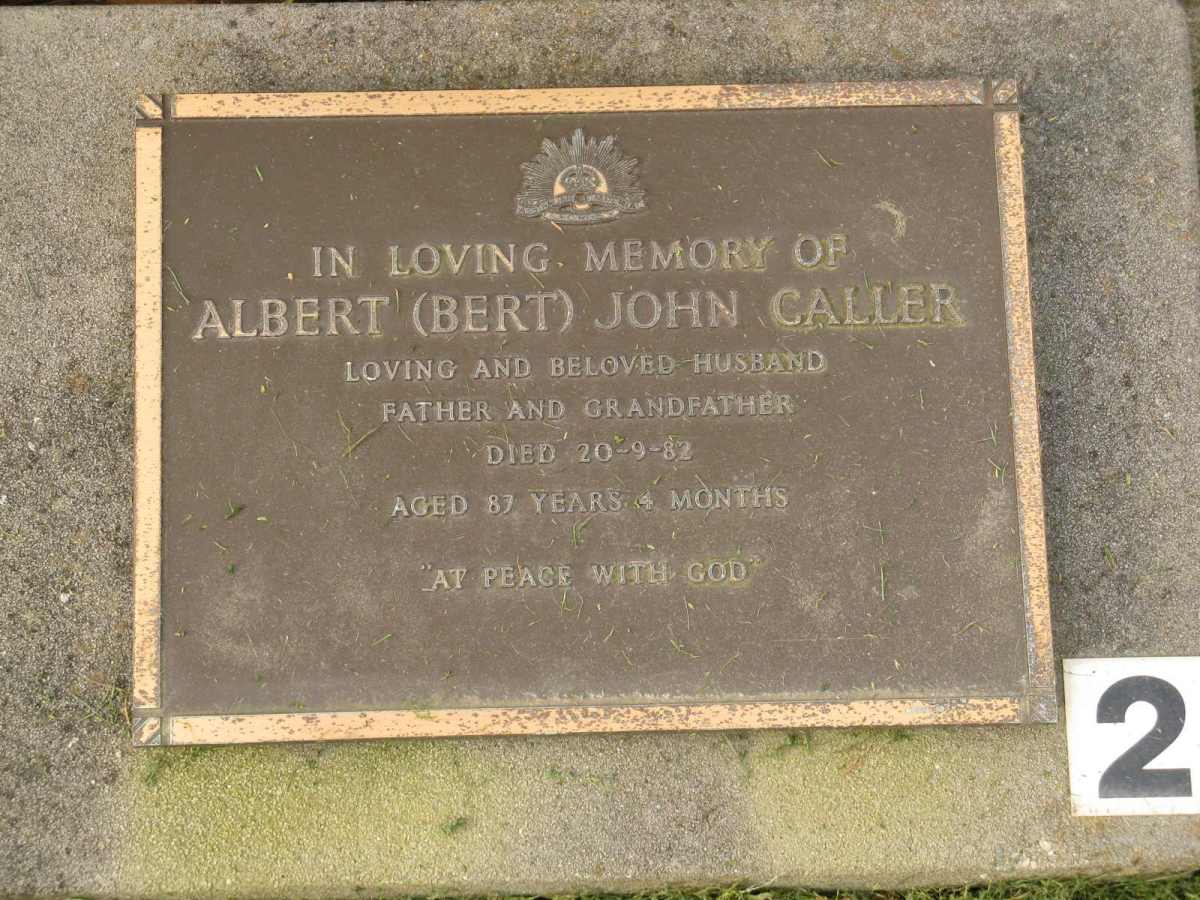 IN LOVING MEMORY OF
ALBERT (BERT) JOHN CALLER
LOVING AND BELOVED HUSBAND
FATHER AND GRANDFATHER
DIED 20-9-82
AGED 87 YEARS 4 MONTHS
"AT PEACE WITH GOD"
2